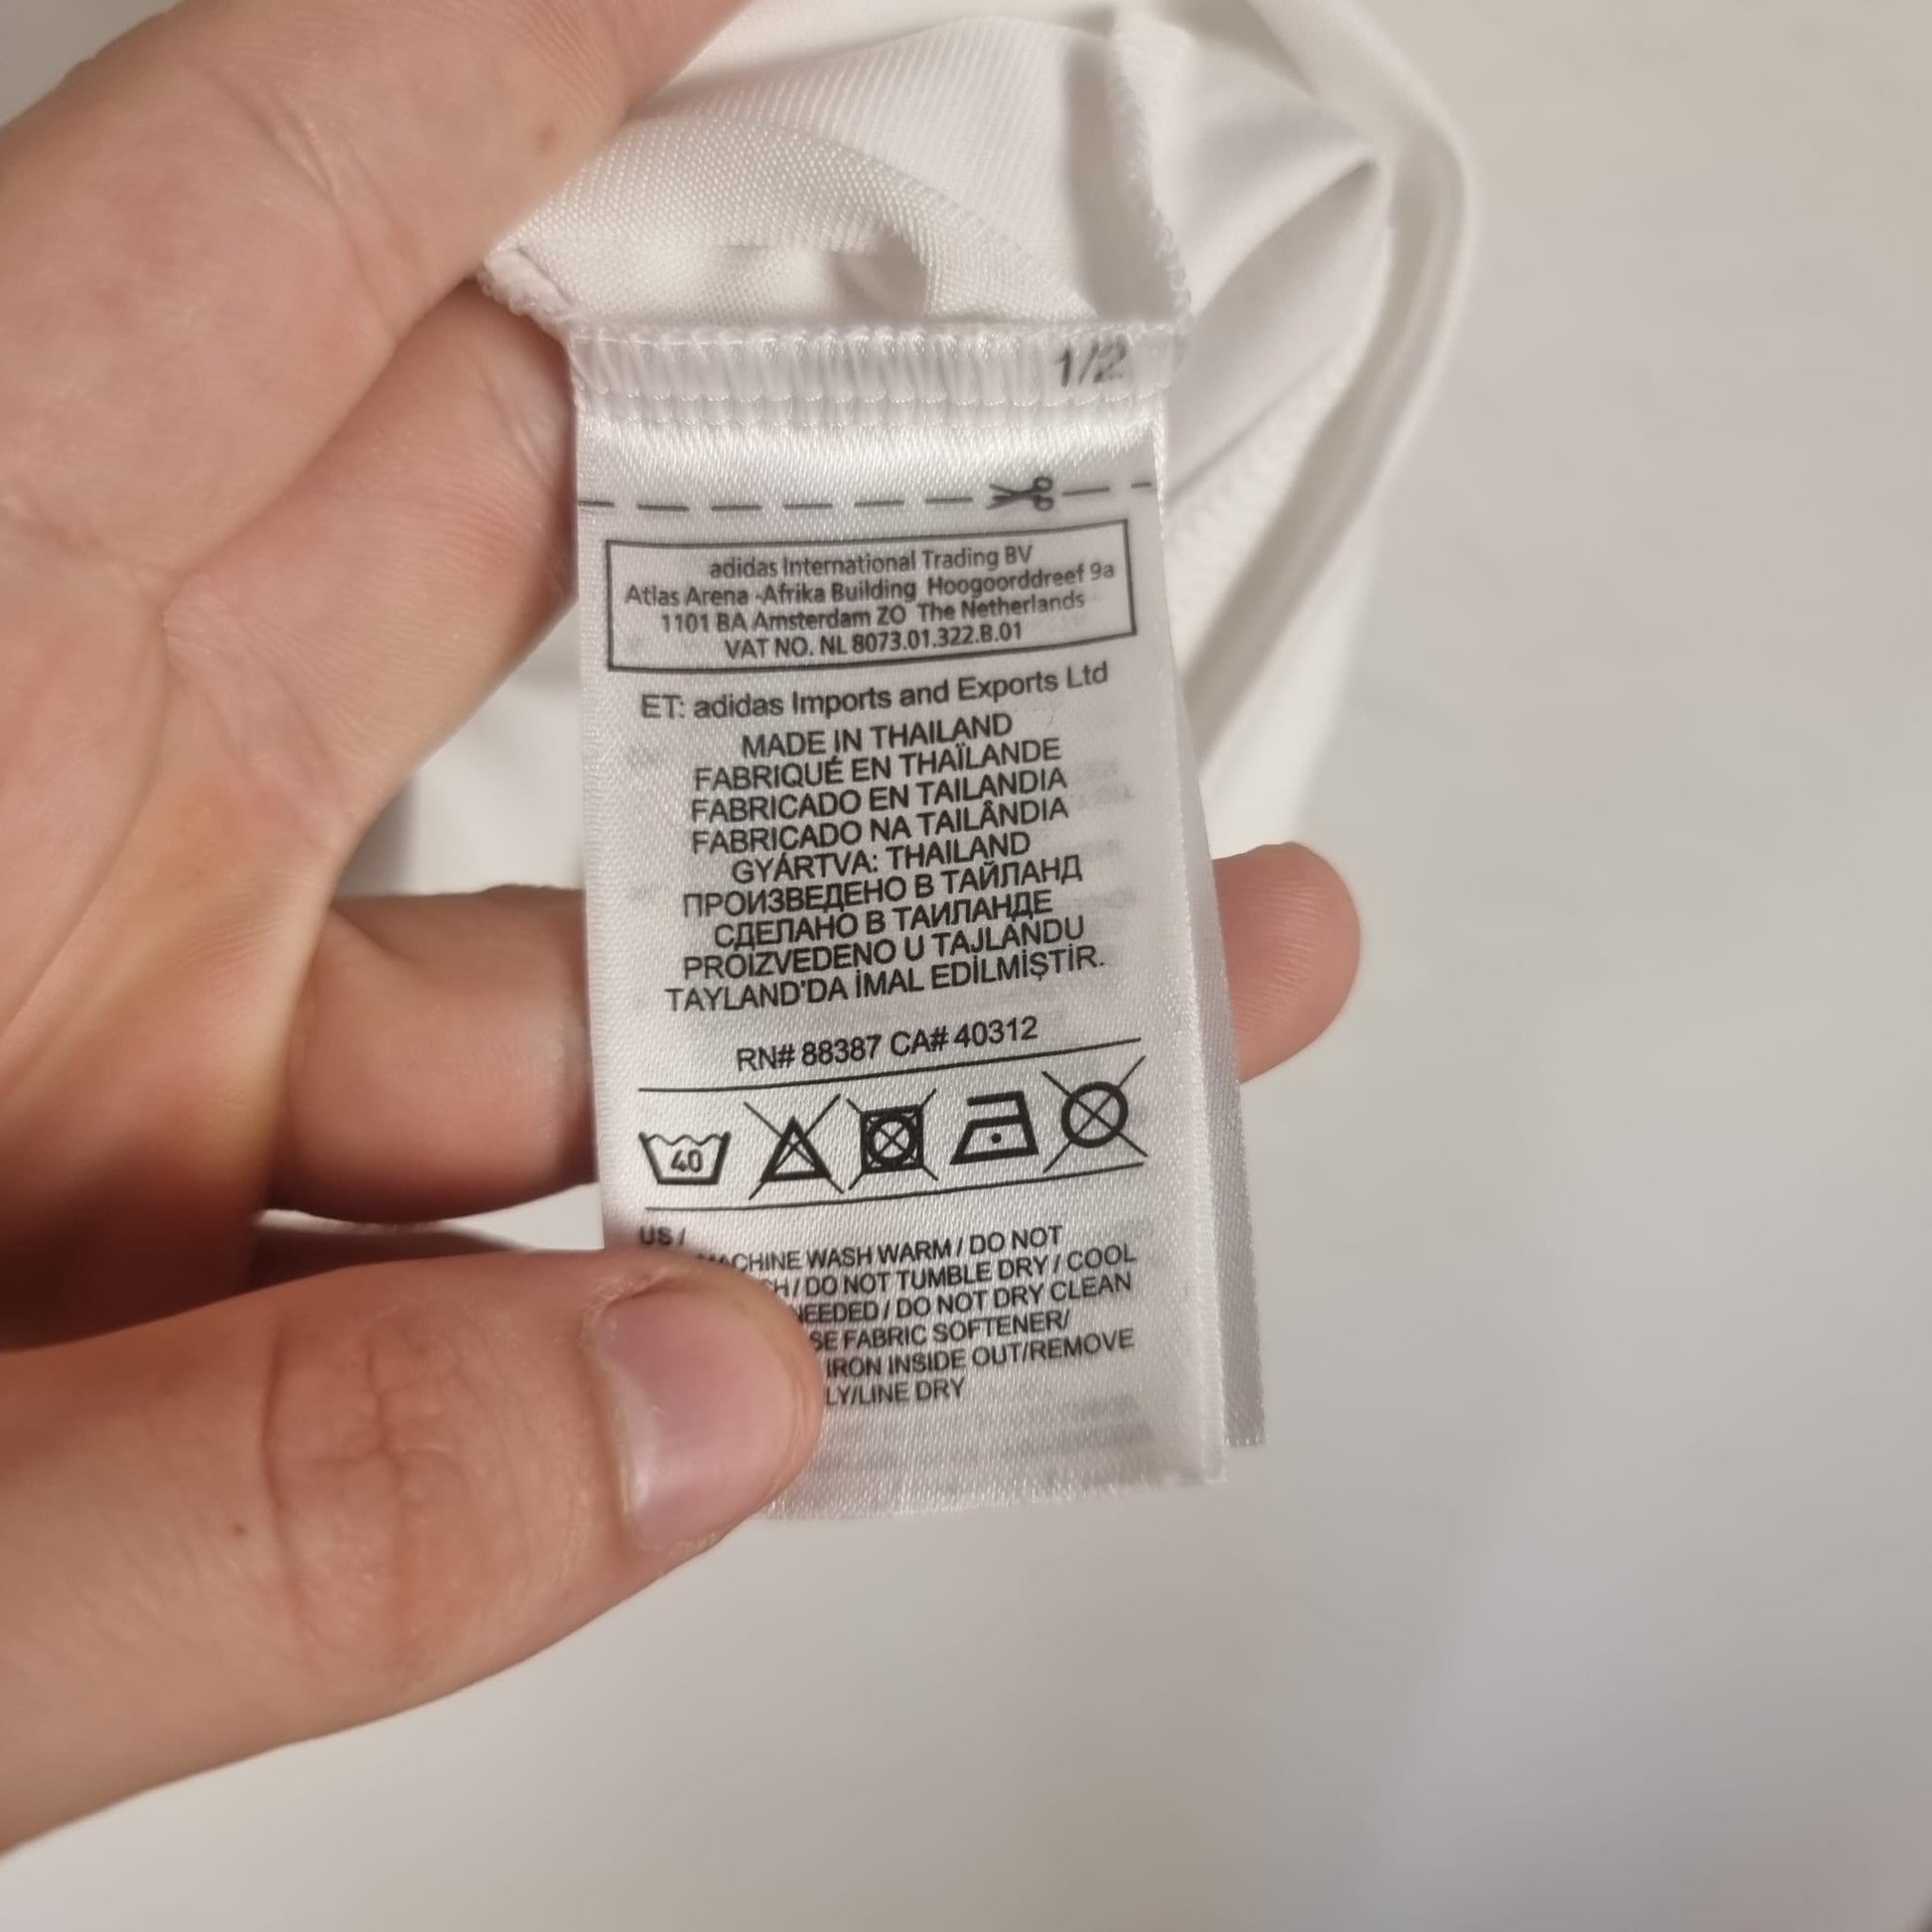 1/2
adidas International Trading BV
Atlas Arena -Afrika Building Hoogoorddreef 9a
1101 BA Amsterdam ZO The Netherlands
VAT NO. NL 8073.01.322.B.01
ET: adidas Imports and Exports Ltd
MADE IN THAILAND
FABRIQUÉ EN THAÏLANDE
FABRICADO EN TAILANDIA
FABRICADO NA TAILÂNDIA
GYÁRTVA: THAILAND
ПРОИЗВЕДЕНО В ТАЙЛАНД
СДЕЛАНО В ТАИЛАНДЕ
PROIZVEDENO U TAJLANDU
TAYLAND'DA İMAL EDİLMİŞTİR.
RN# 88387 CA# 40312
40
US /
WASH WARM / DO NOT
/ DO NOT TUMBLE DRY / COOL
/ DO NOT DRY CLEAN
FABRIC SOFTENER/
IRON INSIDE OUT/REMOVE
/LINE DRY